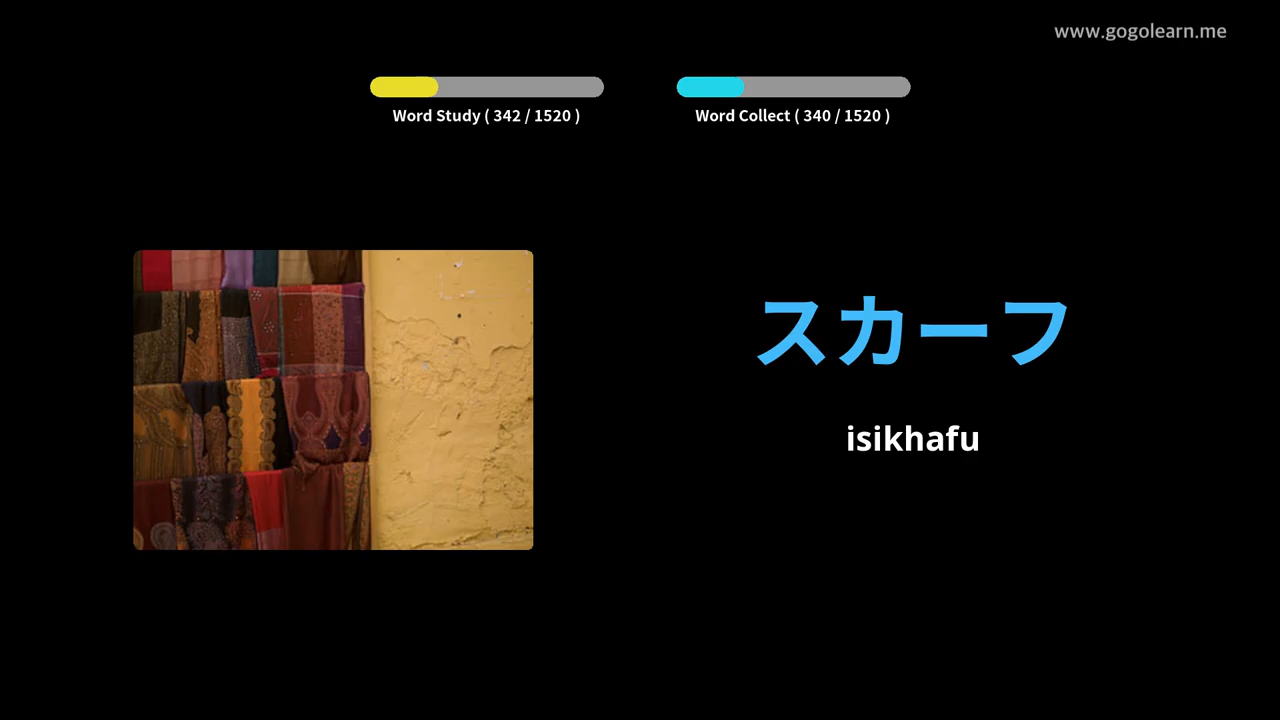 www.gogolearn.me
Word Study ( 342 / 1520 )
Word Collect ( 340 / 1520 )
スカーフ
isikhafu